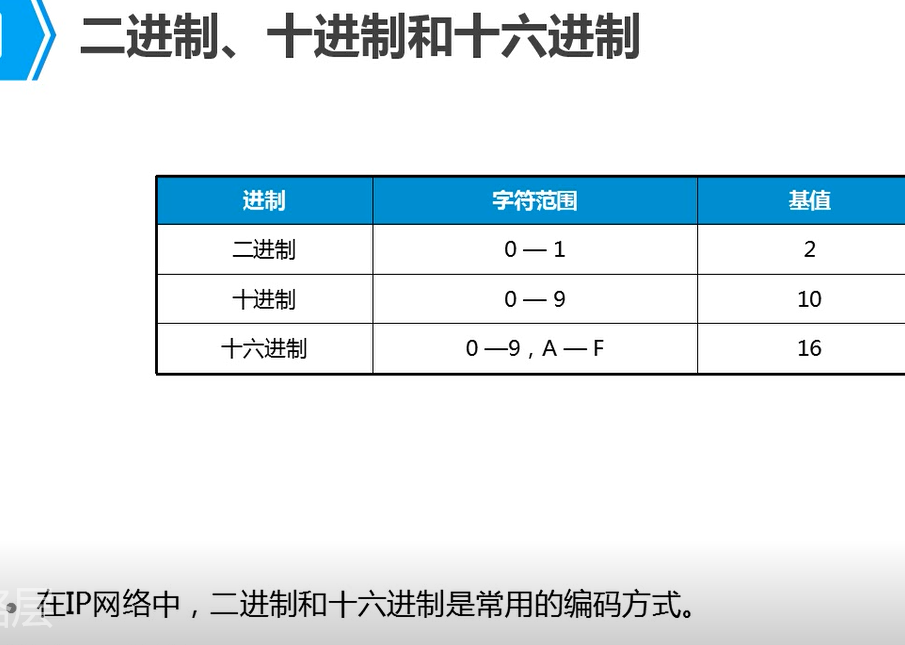 二进制、十进制和十六进制
进制 字符范围 基值
二进制 0 — 1 2
十进制 0 — 9 10
十六进制 0 —9，A — F 16
在IP网络中，二进制和十六进制是常用的编码方式。